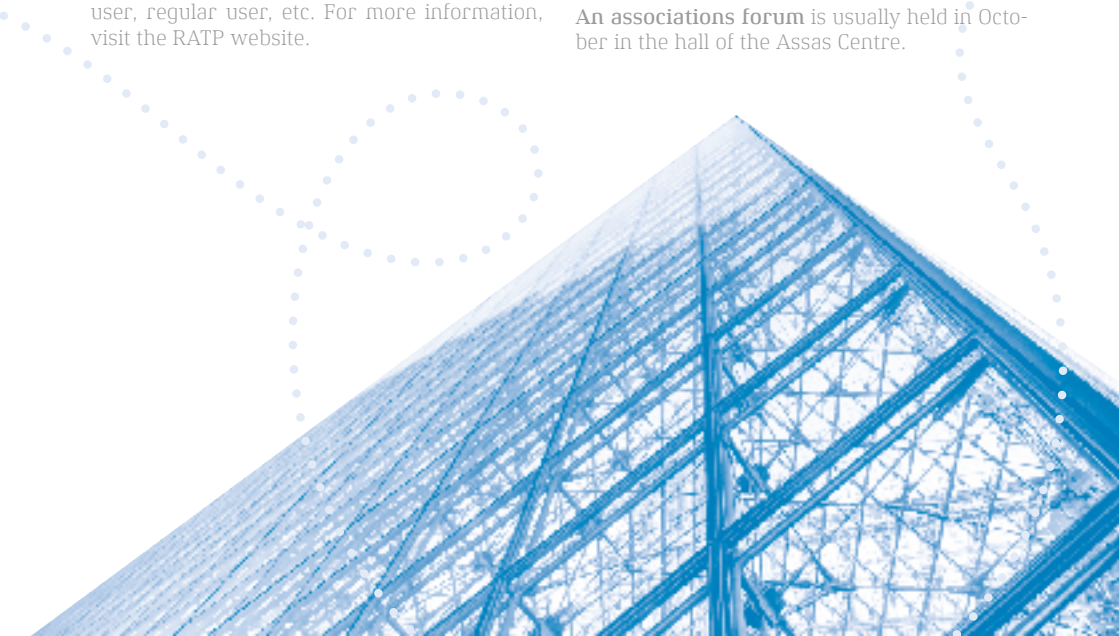 user, regular user, etc. For more information,
visit the RATP website.
An associations forum is usually held in Octo-
ber in the hall of the Assas Centre.